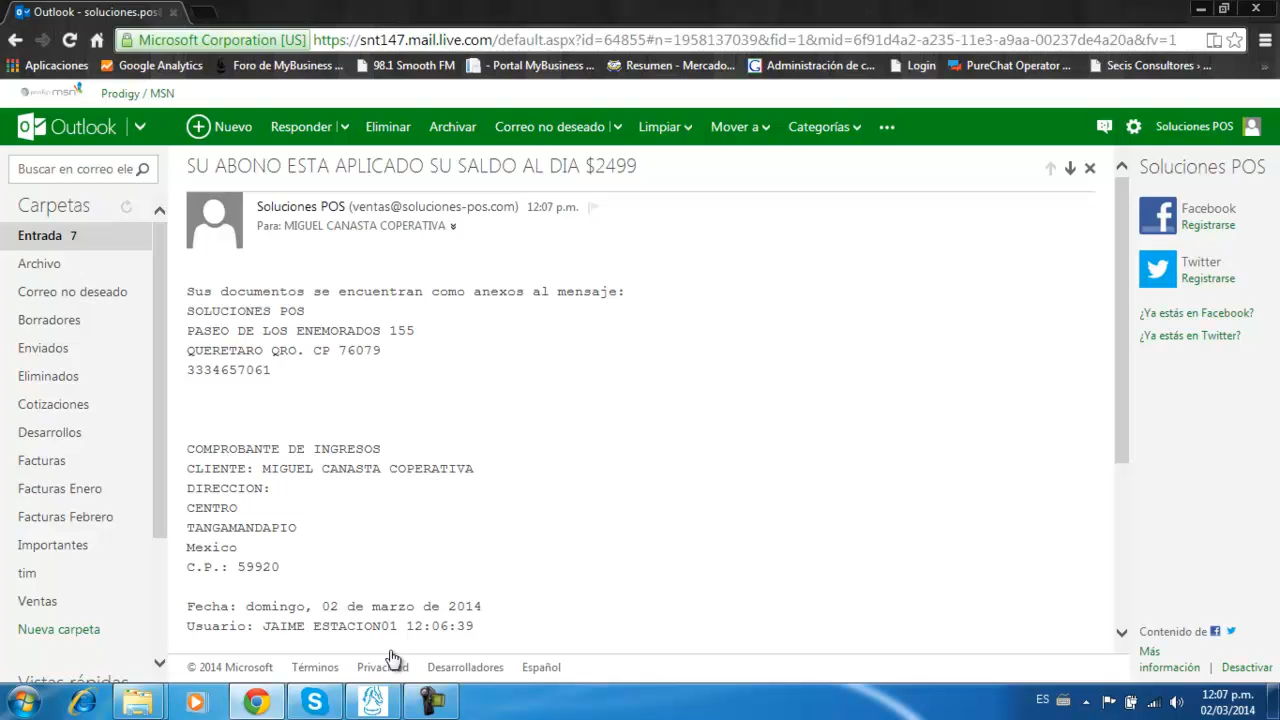 Outlook - soluciones.pos
Microsoft Corporation [US] https://snt147.mail.live.com/default.aspx?id=64855#n=1958137039&fid=1&mid=6f91d4a2-a235-11e3-a9aa-00237de4a20a&fv=1
Aplicaciones Google Analytics Foro de MyBusiness ... 98.1 Smooth FM - Portal MyBusiness ... Resumen - Mercado... Administración de c... Login PureChat Operator ... Secis Consultores › ...
prodigy msn Prodigy / MSN
Outlook Nuevo Responder Eliminar Archivar Correo no deseado Limpiar Mover a Categorías ••• Soluciones POS
Buscar en correo ele
SU ABONO ESTA APLICADO SU SALDO AL DIA $2499
Soluciones POS
Carpetas
Soluciones POS (ventas@soluciones-pos.com) 12:07 p.m.
Para: MIGUEL CANASTA COPERATIVA
Facebook
Registrarse
Twitter
Registrarse
¿Ya estás en Facebook?
¿Ya estás en Twitter?
Entrada 7
Archivo
Correo no deseado
Borradores
Enviados
Eliminados
Cotizaciones
Desarrollos
Facturas
Facturas Enero
Facturas Febrero
Importantes
tim
Ventas
Nueva carpeta
Vistas rápidas
Sus documentos se encuentran como anexos al mensaje:
SOLUCIONES POS
PASEO DE LOS ENEMORADOS 155
QUERETARO QRO. CP 76079
3334657061
COMPROBANTE DE INGRESOS
CLIENTE: MIGUEL CANASTA COPERATIVA
DIRECCION:
CENTRO
TANGAMANDAPIO
Mexico
C.P.: 59920
Fecha: domingo, 02 de marzo de 2014
Usuario: JAIME ESTACION01 12:06:39
Contenido de
Más
información | Desactivar
© 2014 Microsoft Términos Privacidad Desarrolladores Español
ES 12:07 p.m.
02/03/2014